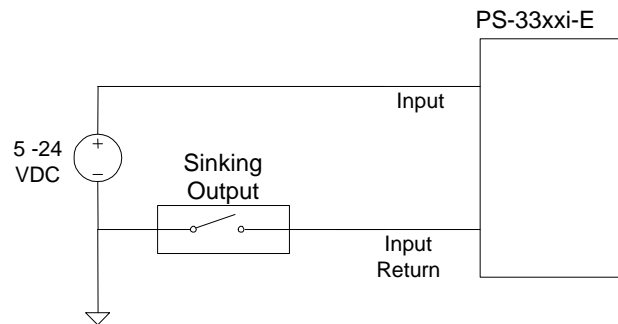 PS-33xxi-E
Input
5 -24
VDC
+
–
Sinking
Output
Input
Return